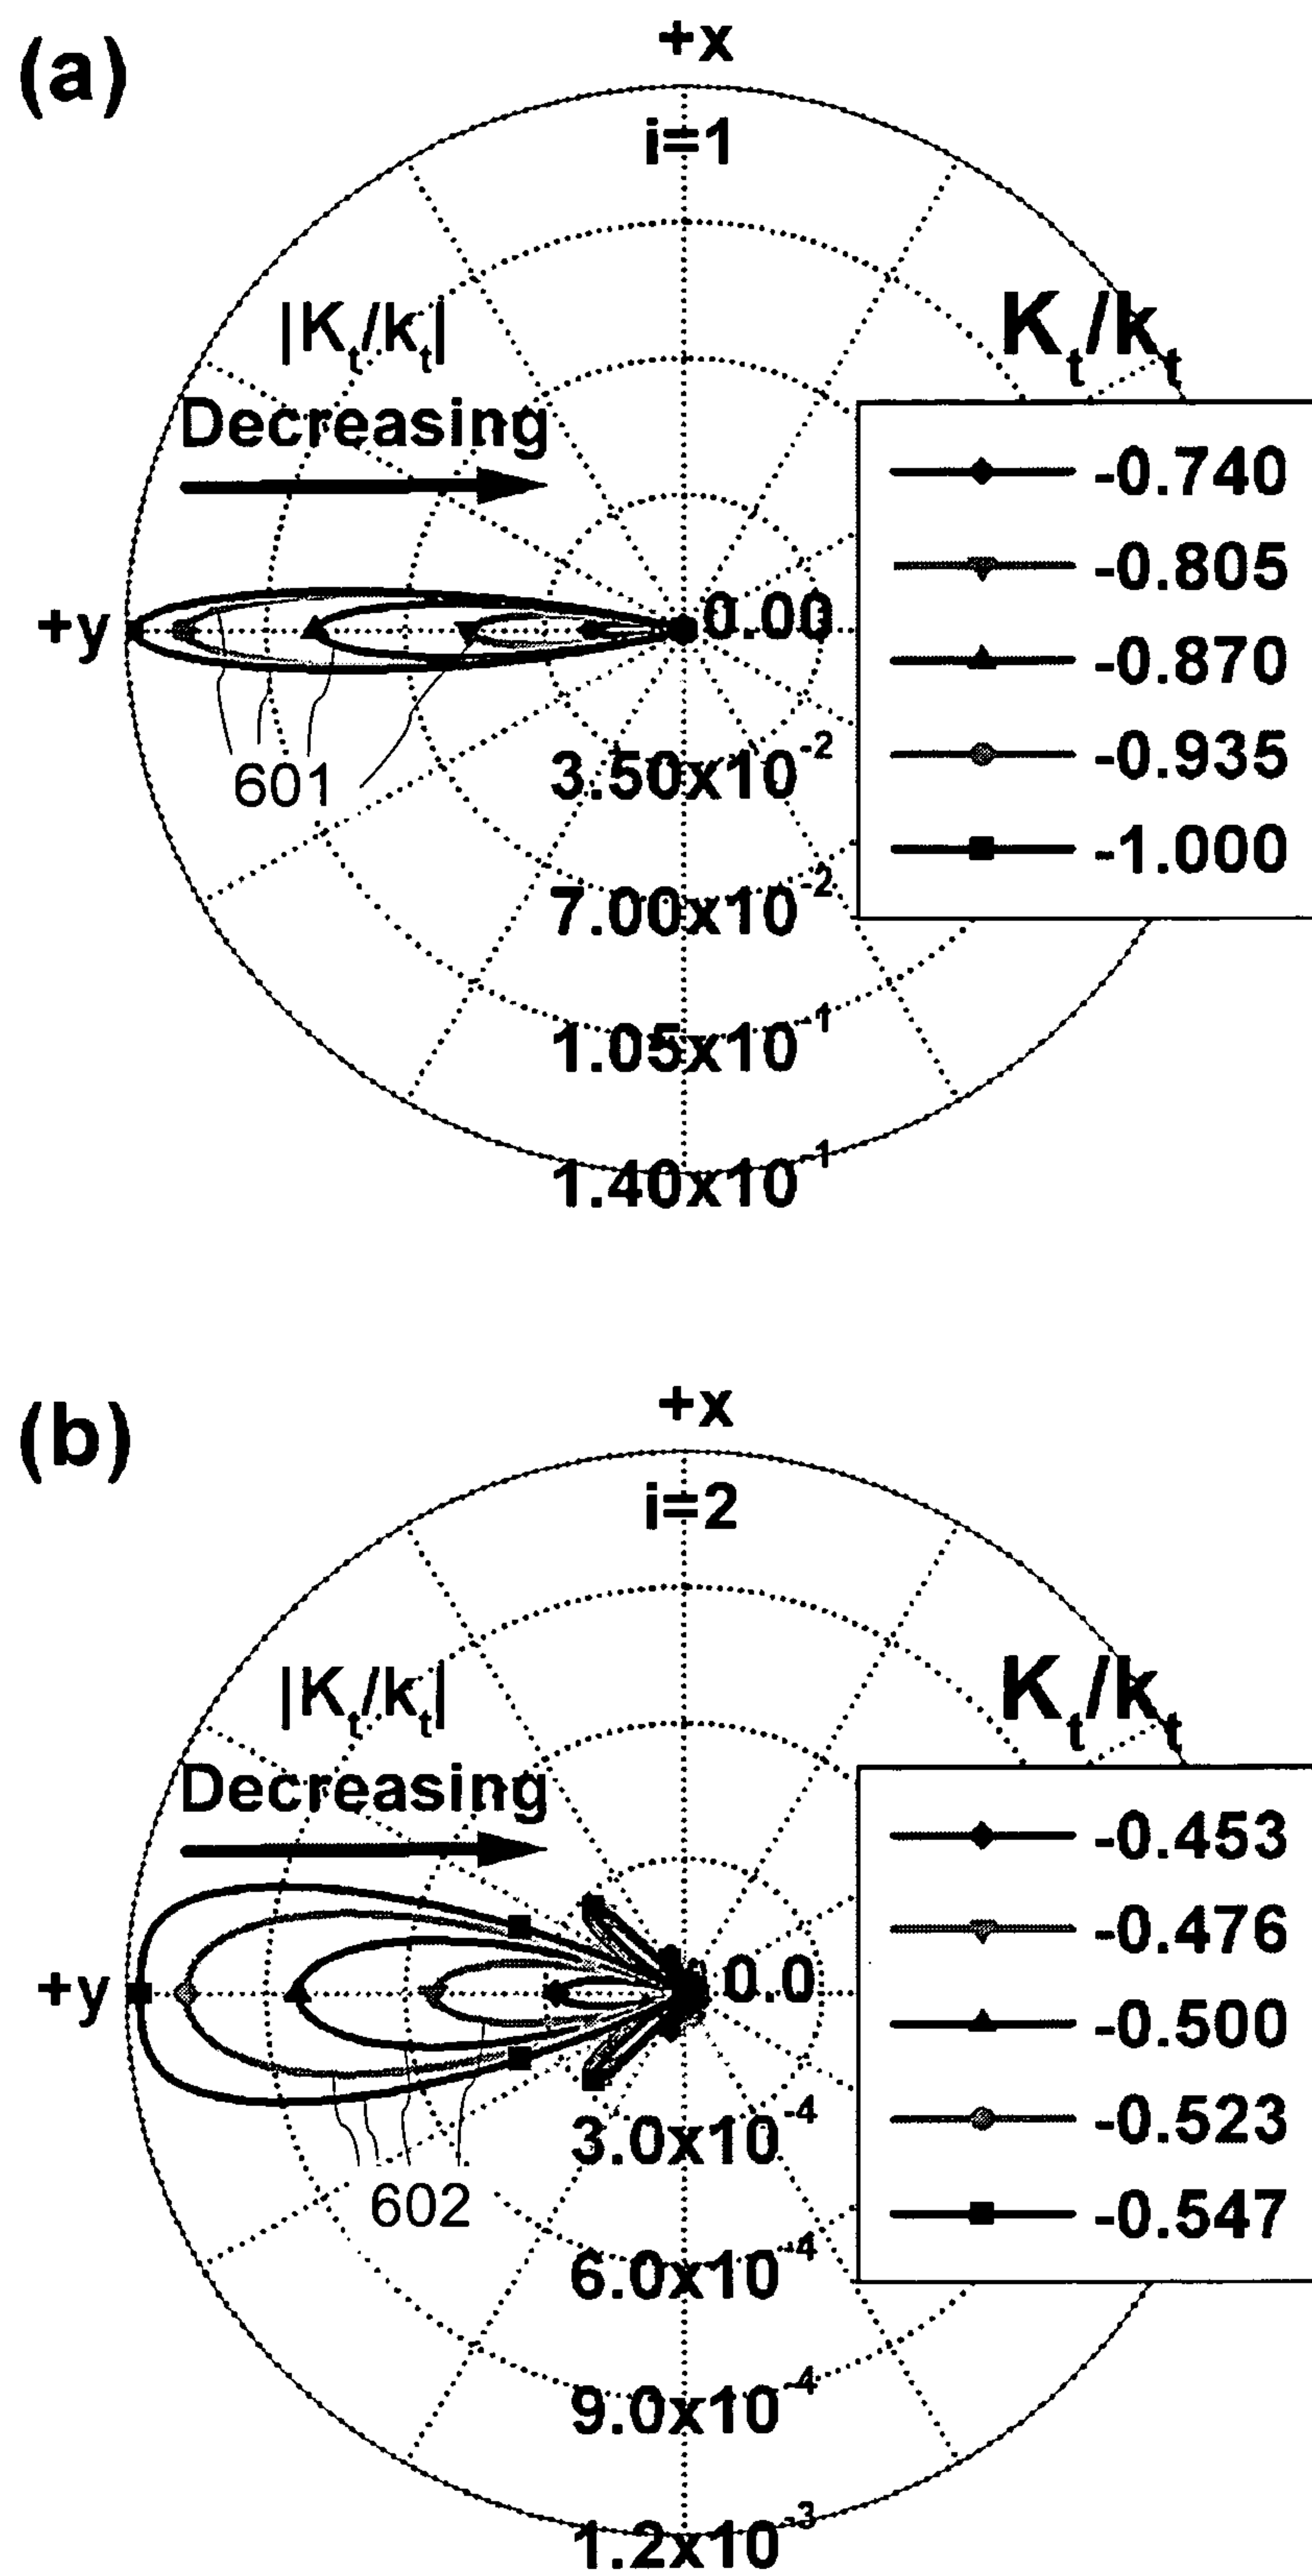 (a)
+x
i=1
|Kt/kt|
Decreasing
Kt/kt
-0.740
-0.805
-0.870
-0.935
-1.000
+y
0.00
601
3.50x10-2
7.00x10-2
1.05x10-1
1.40x10-1
(b)
+x
i=2
|Kt/kt|
Decreasing
Kt/kt
-0.453
-0.476
-0.500
-0.523
-0.547
+y
0.0
602
3.0x10-4
6.0x10-4
9.0x10-4
1.2x10-3